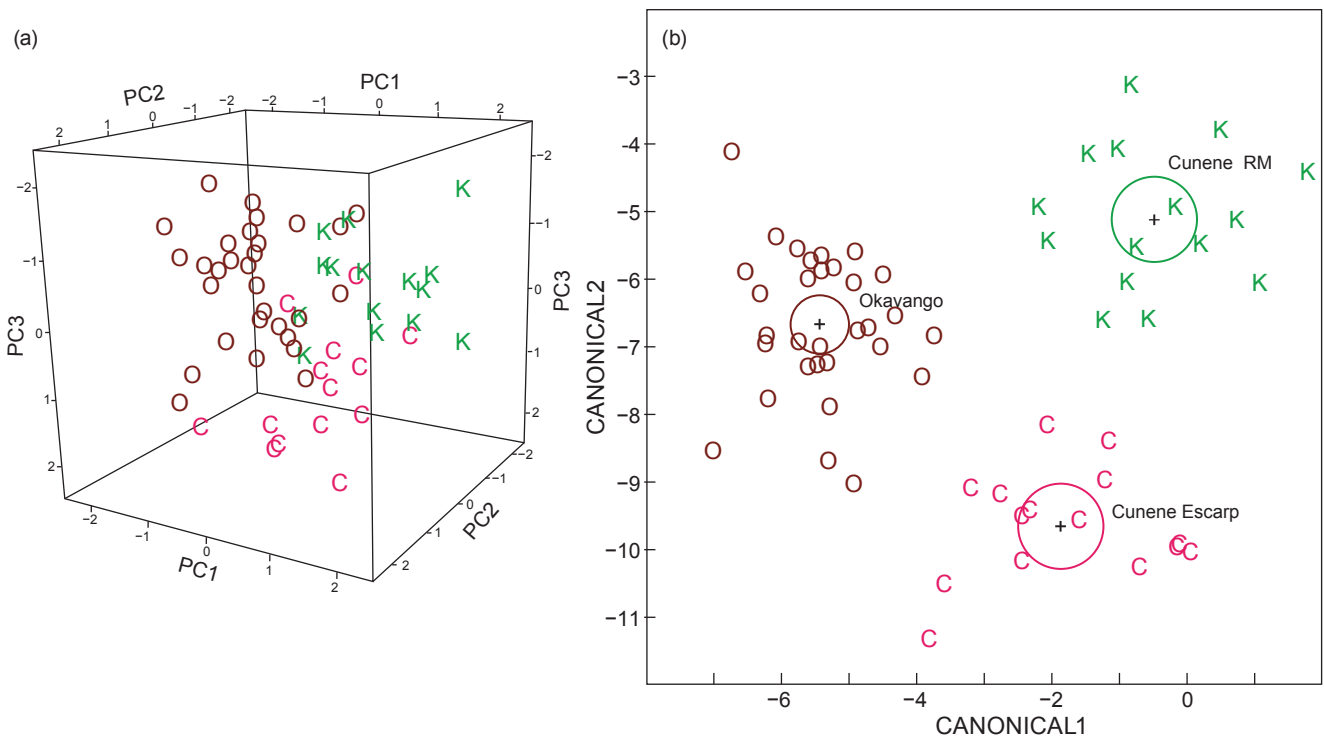 (a)
PC1
PC2
−2 −1 0 1 2
2 1 0 −1 −2
PC3
−2
−1
0
1
2
−2
−1
0
1
2
PC3
−2
−1
0
1
2
PC2
−2 −1 0 1 2
PC1
O O O O O O O O O O O O O O O O O O O O O O O O O O O O O O O
K K K K K K K K K K K K K K K
C C C C C C C C C C C C C C
(b)
−3
−4
−5
−6
−7
−8
−9
−10
−11
CANONICAL2
Cunene RM
Okavango
Cunene Escarp
+ + +
K K K K K K K K K K K K K K K
O O O O O O O O O O O O O O O O O O O O O O O O O O O O O O O
C C C C C C C C C C C C C C
−6 −4 −2 0
CANONICAL1